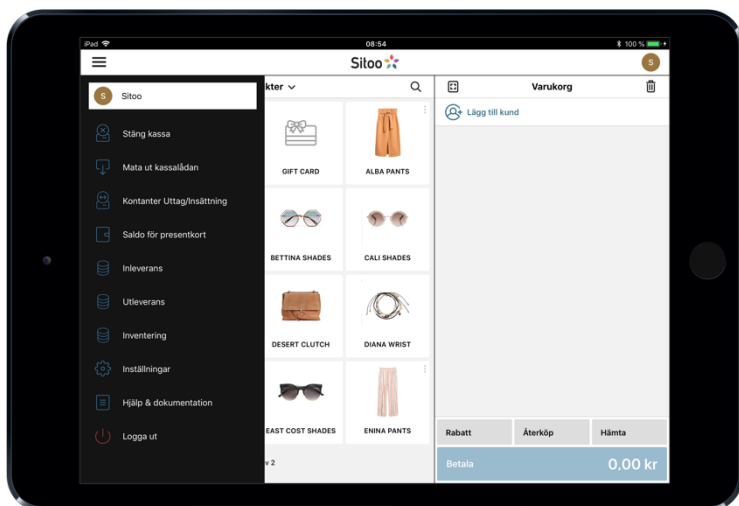 iPad
08:54
100 %
Sitoo
S
S Sitoo
kter
Varukorg
Lägg till kund
Stäng kassa
Mata ut kassalådan
Kontanter Uttag/Insättning
Saldo för presentkort
Inleverans
Utleverans
Inventering
Inställningar
Hjälp & dokumentation
Logga ut
GIFT CARD
ALBA PANTS
BETTINA SHADES
CALI SHADES
DESERT CLUTCH
DIANA WRIST
EAST COST SHADES
ENINA PANTS
v 2
Rabatt
Återköp
Hämta
Betala
0,00 kr